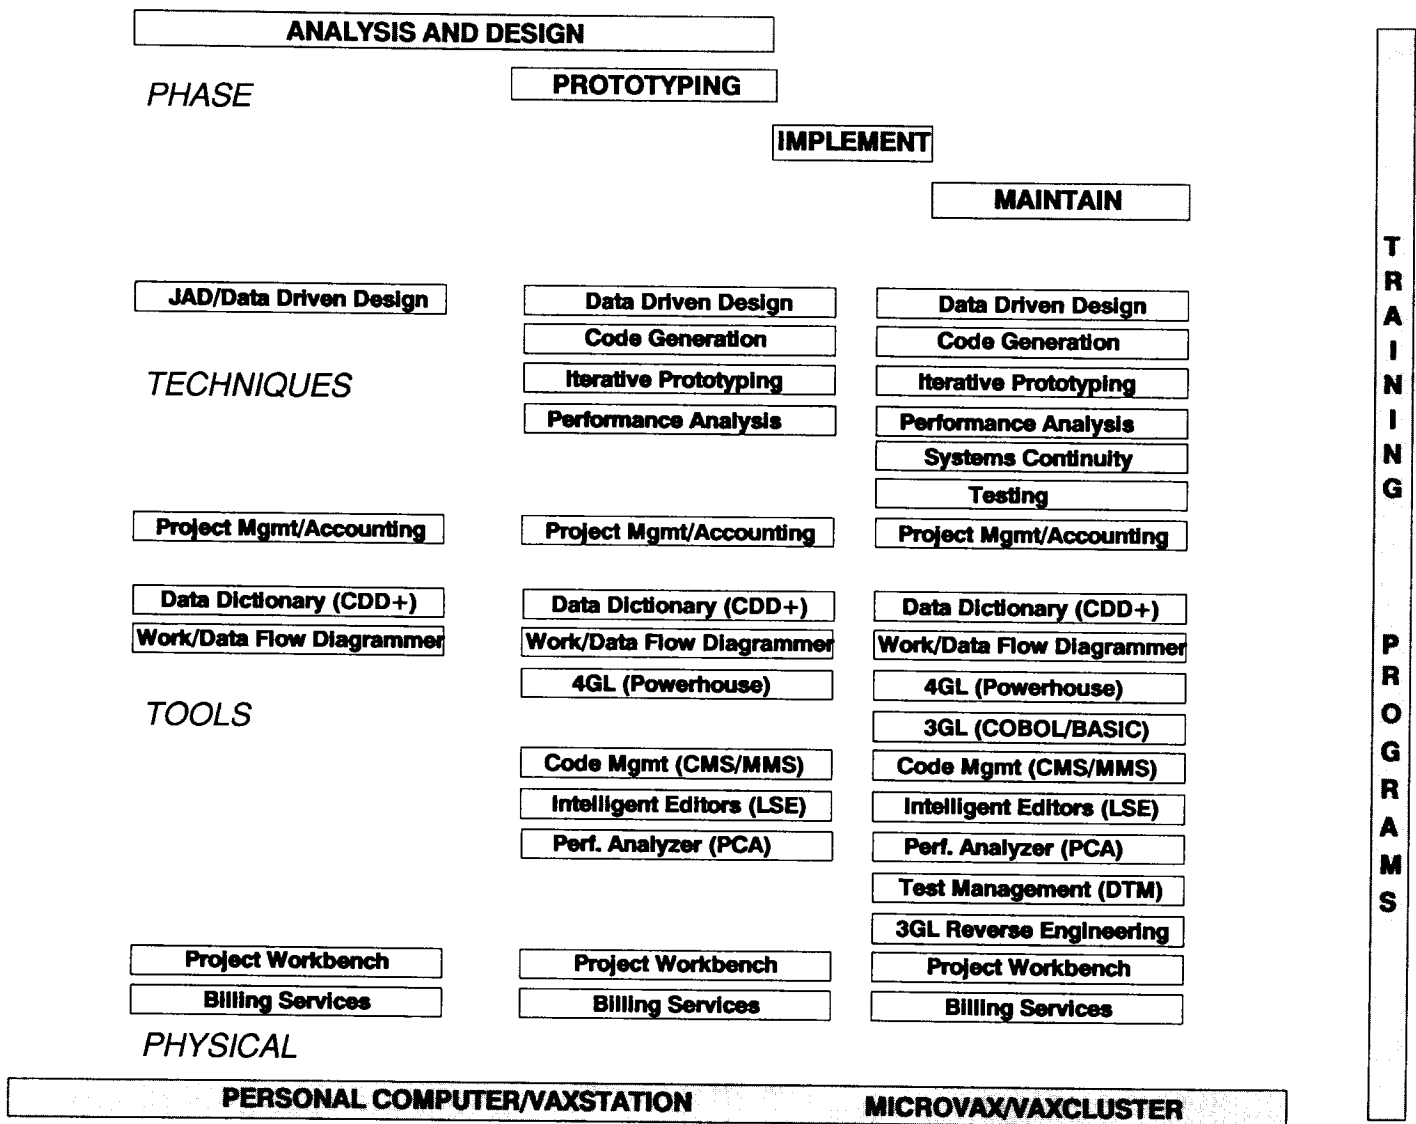 ANALYSIS AND DESIGN
PHASE
PROTOTYPING
IMPLEMENT
MAINTAIN
JAD/Data Driven Design
Data Driven Design
Data Driven Design
Code Generation
Code Generation
TECHNIQUES
Iterative Prototyping
Iterative Prototyping
Performance Analysis
Performance Analysis
Systems Continuity
Testing
Project Mgmt/Accounting
Project Mgmt/Accounting
Project Mgmt/Accounting
Data Dictionary (CDD+)
Data Dictionary (CDD+)
Data Dictionary (CDD+)
Work/Data Flow Diagrammer
Work/Data Flow Diagrammer
Work/Data Flow Diagrammer
4GL (Powerhouse)
4GL (Powerhouse)
TOOLS
3GL (COBOL/BASIC)
Code Mgmt (CMS/MMS)
Code Mgmt (CMS/MMS)
Intelligent Editors (LSE)
Intelligent Editors (LSE)
Perf. Analyzer (PCA)
Perf. Analyzer (PCA)
Test Management (DTM)
3GL Reverse Engineering
Project Workbench
Project Workbench
Project Workbench
Billing Services
Billing Services
Billing Services
PHYSICAL
PERSONAL COMPUTER/VAXSTATION
MICROVAX/VAXCLUSTER
TRAINING PROGRAMS